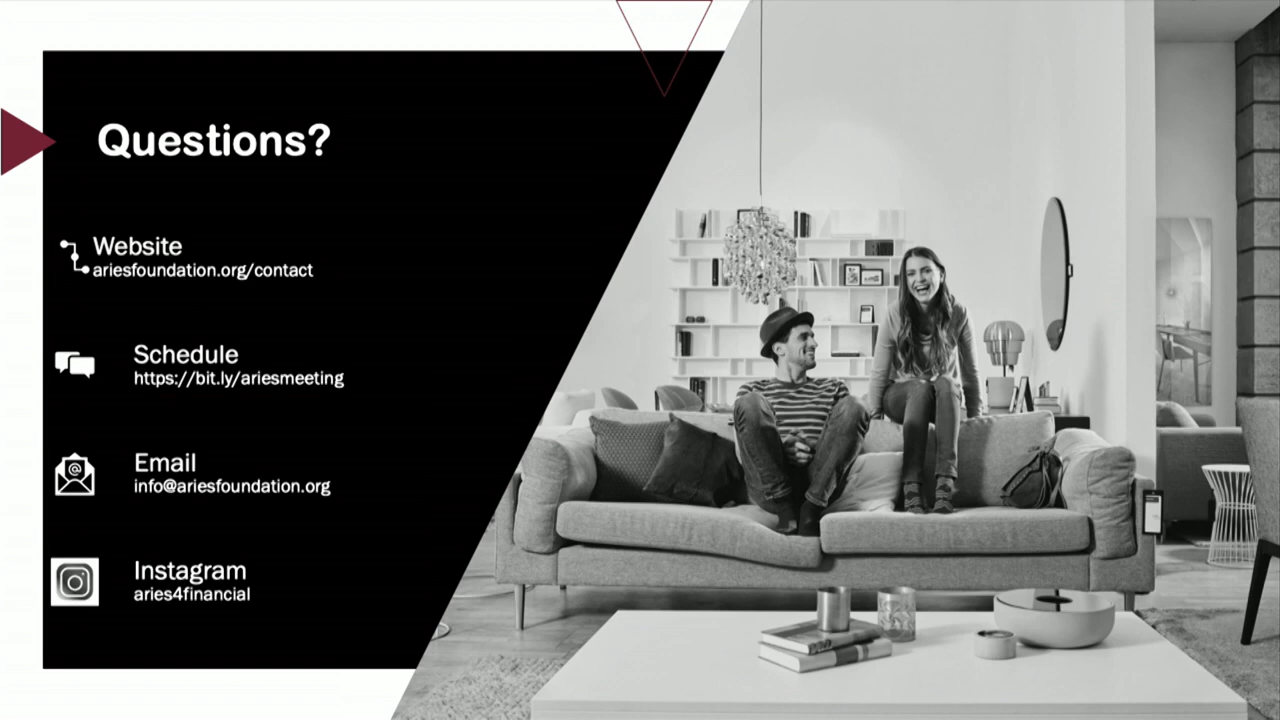 Questions?
Website
ariesfoundation.org/contact
Schedule
https://bit.ly/ariesmeeting
Email
info@ariesfoundation.org
Instagram
aries4financial